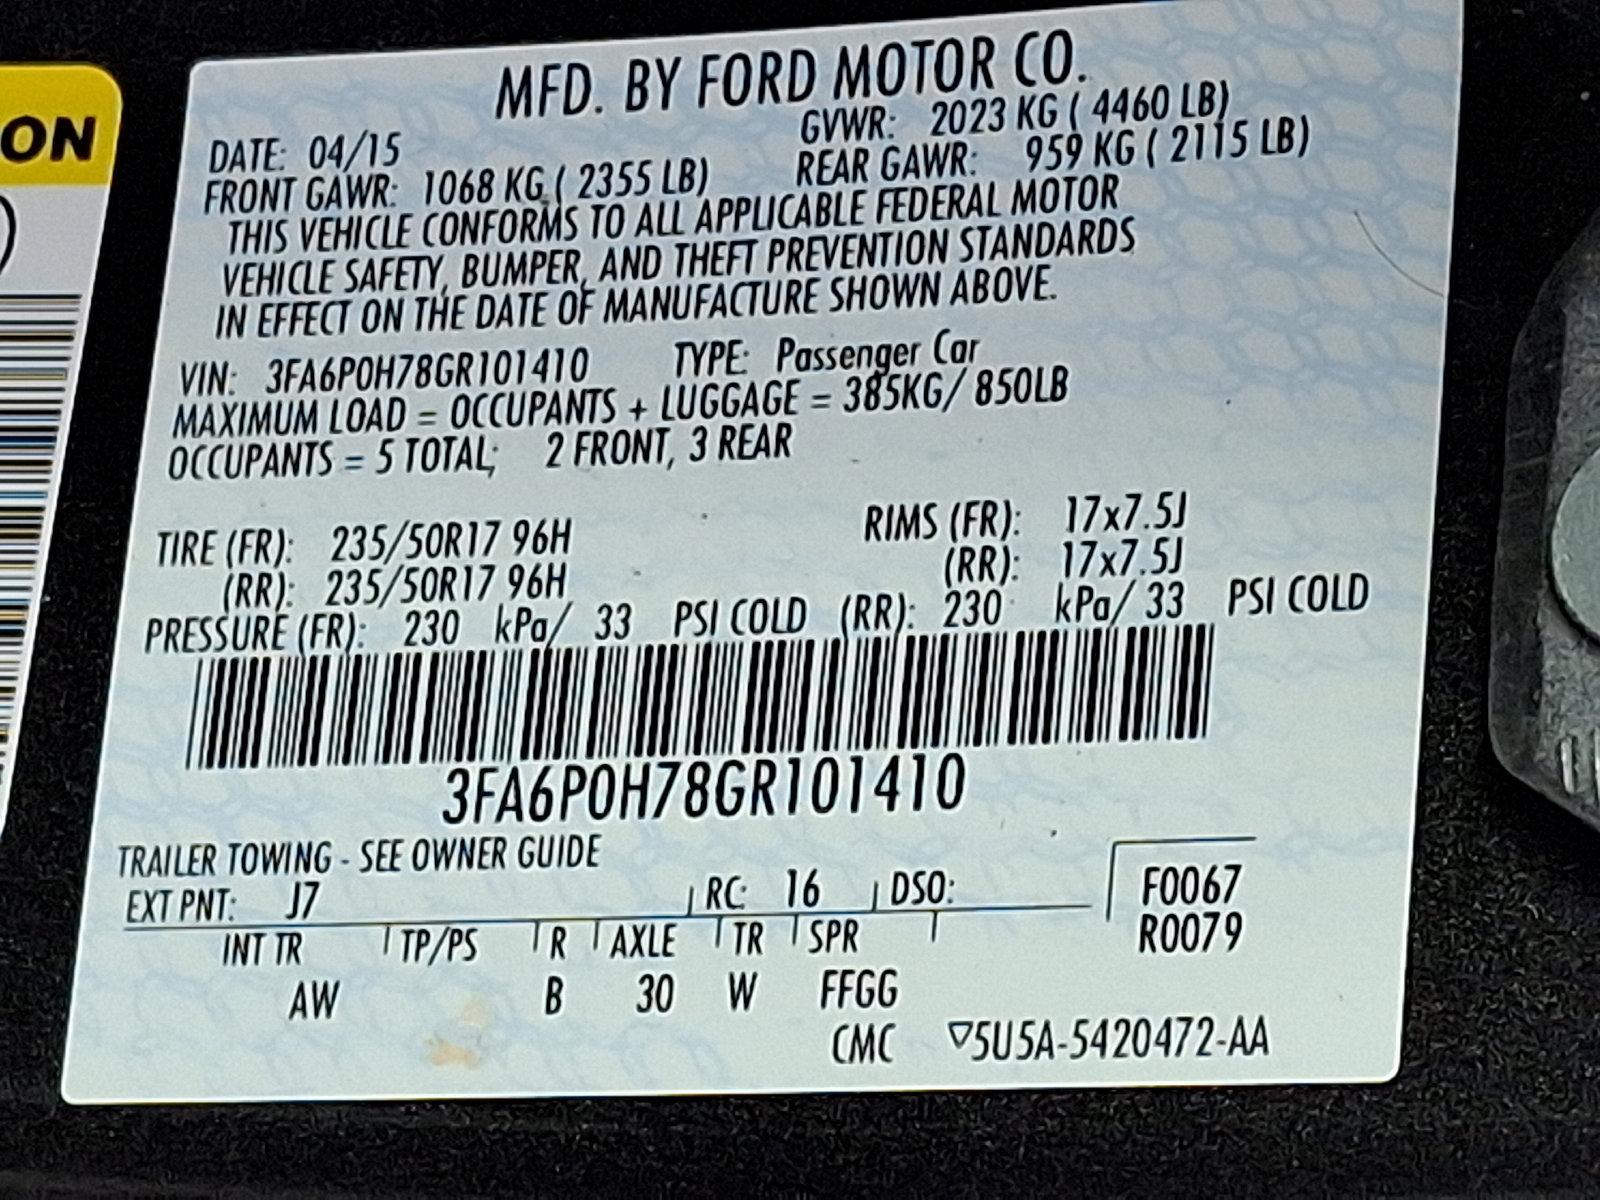 ON
MFD. BY FORD MOTOR CO.
DATE: 04/15 GVWR: 2023 KG ( 4460 LB)
FRONT GAWR: 1068 KG ( 2355 LB) REAR GAWR: 959 KG ( 2115 LB)
THIS VEHICLE CONFORMS TO ALL APPLICABLE FEDERAL MOTOR
VEHICLE SAFETY, BUMPER, AND THEFT PREVENTION STANDARDS
IN EFFECT ON THE DATE OF MANUFACTURE SHOWN ABOVE.
VIN: 3FA6P0H78GR101410 TYPE: Passenger Car
MAXIMUM LOAD = OCCUPANTS + LUGGAGE = 385KG/ 850LB
OCCUPANTS = 5 TOTAL; 2 FRONT, 3 REAR
TIRE (FR): 235/50R17 96H RIMS (FR): 17x7.5J
(RR): 235/50R17 96H (RR): 17x7.5J
PRESSURE (FR): 230 kPa/ 33 PSI COLD (RR): 230 kPa/ 33 PSI COLD
3FA6P0H78GR101410
TRAILER TOWING - SEE OWNER GUIDE
EXT PNT: J7 RC: 16 DSO: F0067
INT TR TP/PS R AXLE TR SPR R0079
AW B 30 W FFGG
CMC ▽5U5A-5420472-AA